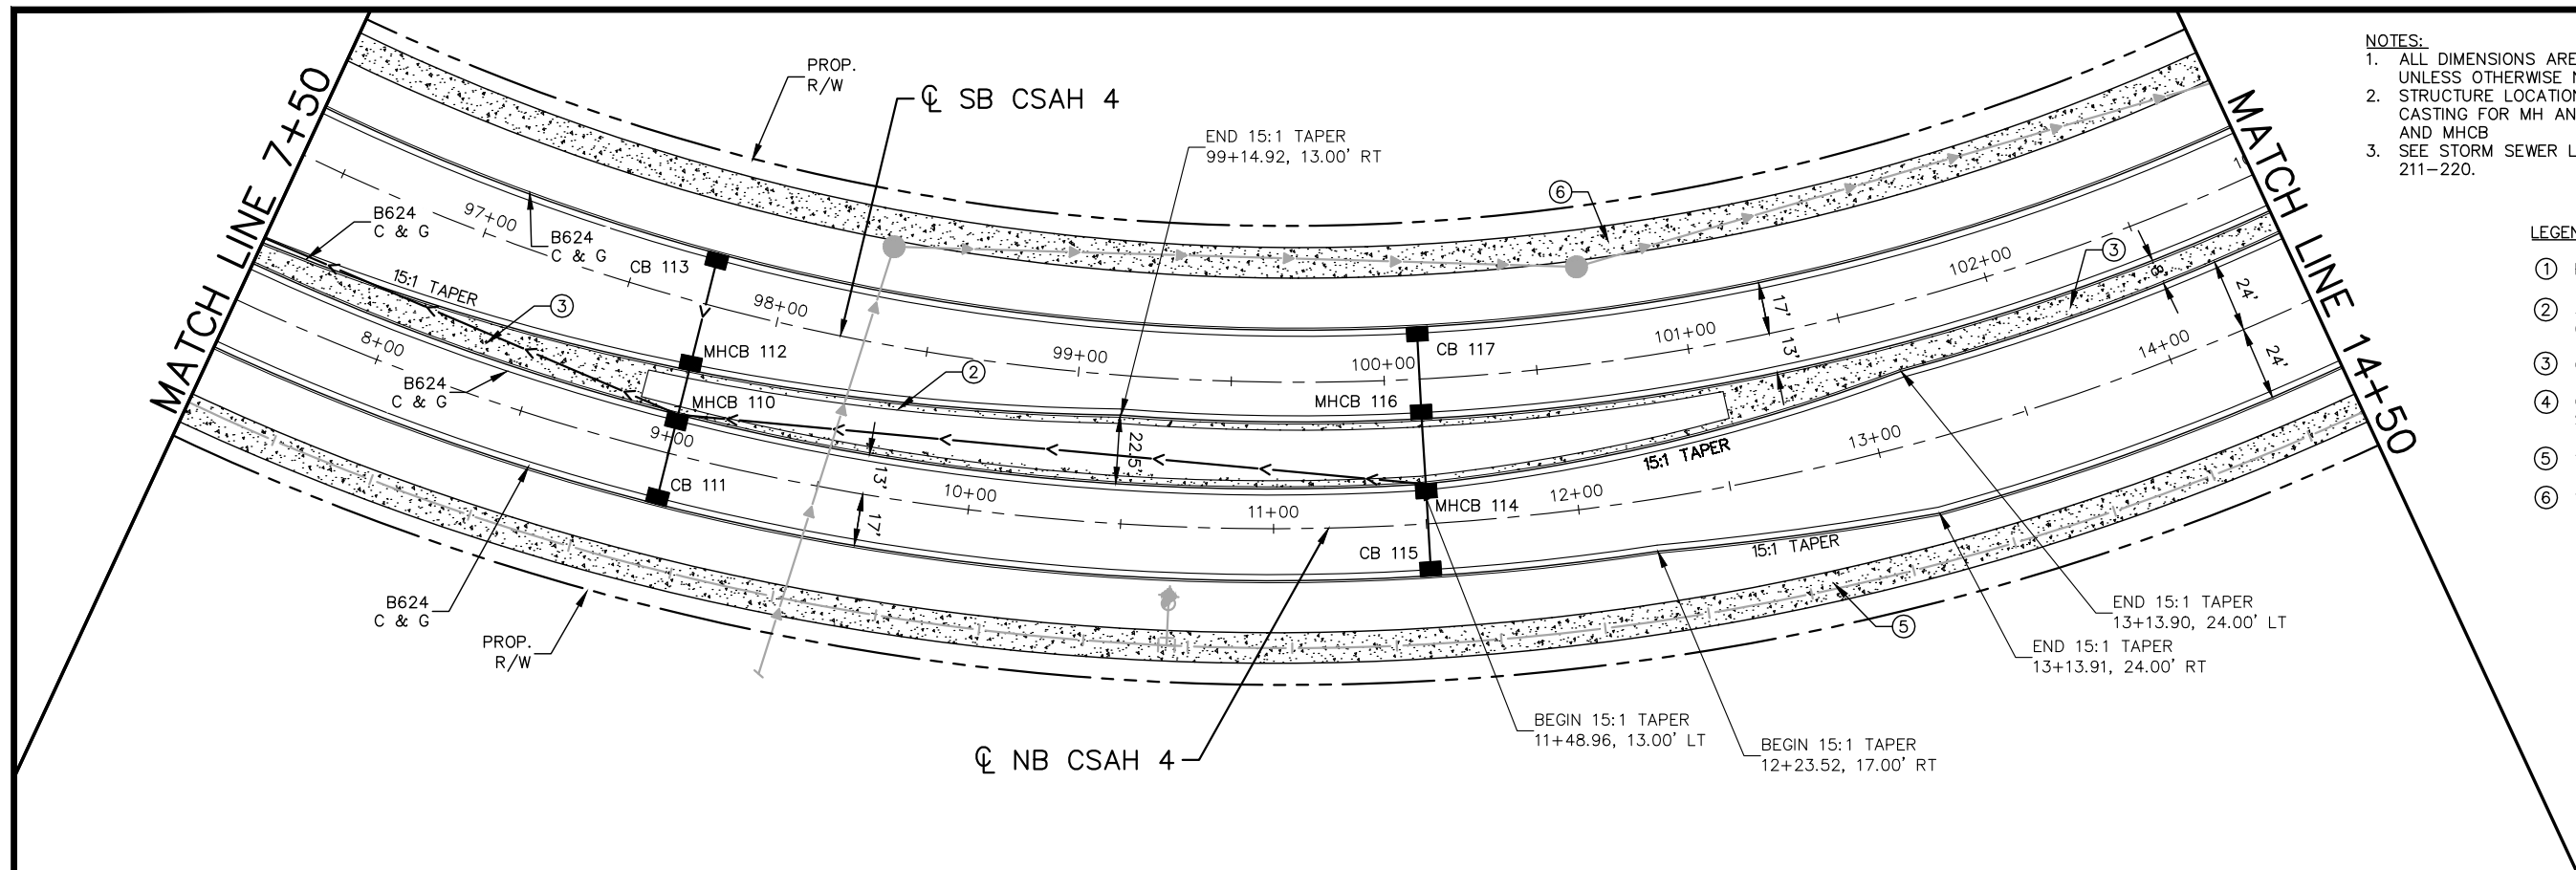 MATCH LINE 7+50
PROP.
R/W
℄ SB CSAH 4
END 15:1 TAPER
99+14.92, 13.00' RT
B624
C & G
97+00
B624
C & G
CB 113
15:1 TAPER
3
98+00
MHCB 112
2
99+00
100+00
CB 117
101+00
17'
13'
102+00
6
3
8'
24'
24'
MATCH LINE 14+50
8+00
B624
C & G
MHCB 110
9+00
CB 111
13'
17'
22.5'
10+00
11+00
MHCB 116
MHCB 114
12+00
15:1 TAPER
13+00
14+00
CB 115
15:1 TAPER
5
B624
C & G
PROP.
R/W
℄ NB CSAH 4
BEGIN 15:1 TAPER
11+48.96, 13.00' LT
BEGIN 15:1 TAPER
12+23.52, 17.00' RT
END 15:1 TAPER
13+13.91, 24.00' RT
END 15:1 TAPER
13+13.90, 24.00' LT
NOTES:
1. ALL DIMENSIONS ARE
UNLESS OTHERWISE
2. STRUCTURE
CASTING FOR MH
AND MHCB
3. SEE STORM SEWER
211-220.
1
2
3
4
5
6